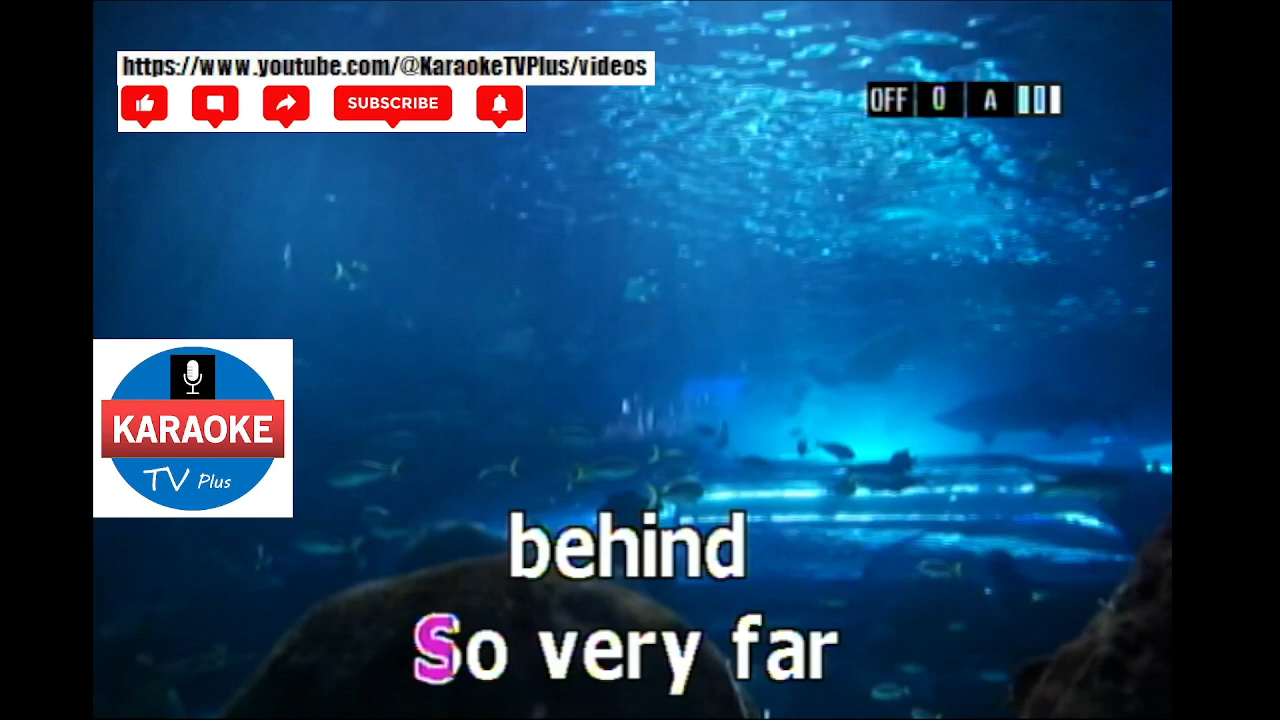 https://www.youtube.com/@KaraokeTVPlus/videos
SUBSCRIBE
OFF 0 A
KARAOKE
TV Plus
behind
So very far